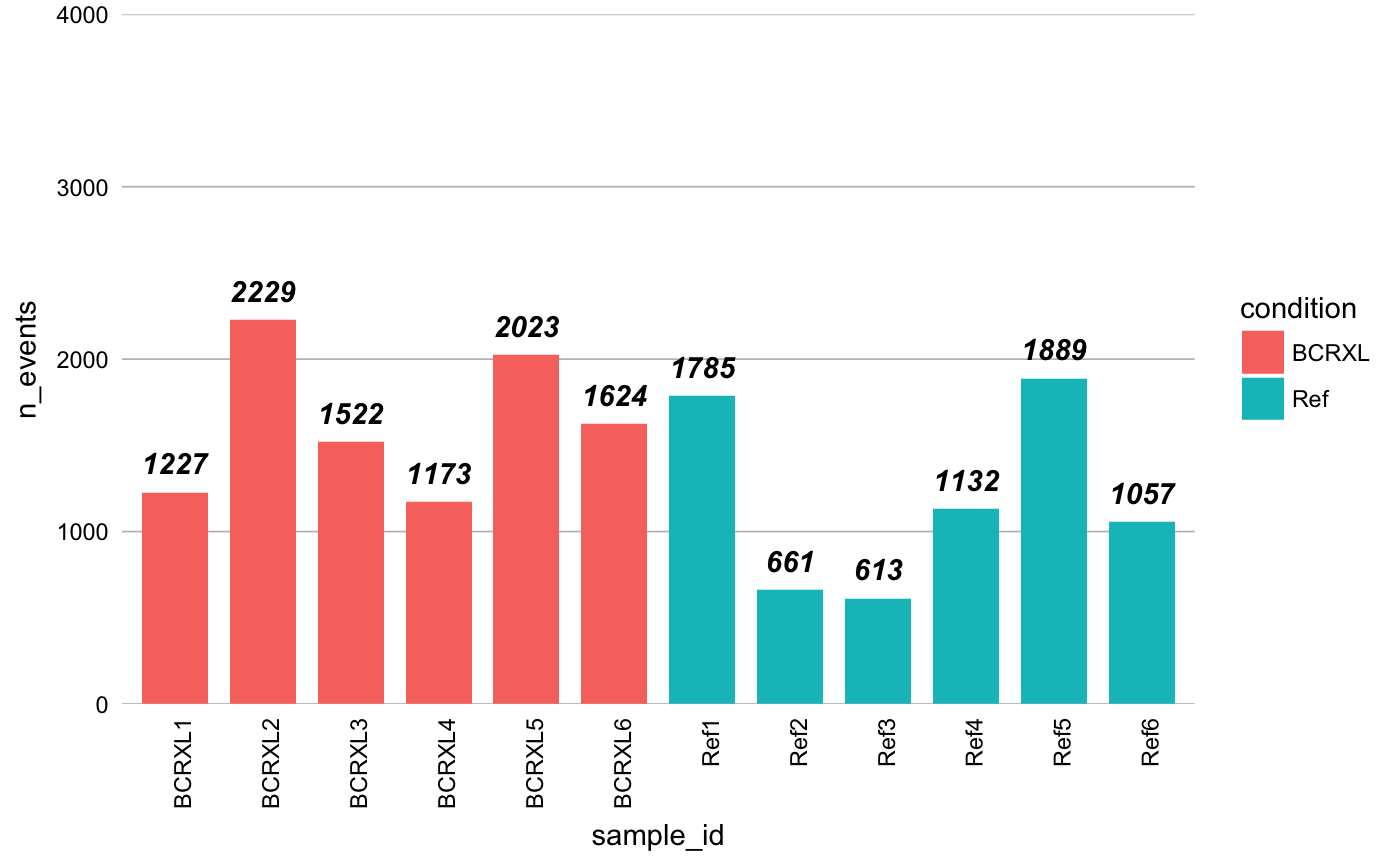 4000
3000
2000
1000
0
n_events
1227
2229
1522
1173
2023
1624
1785
661
613
1132
1889
1057
BCRXL1
BCRXL2
BCRXL3
BCRXL4
BCRXL5
BCRXL6
Ref1
Ref2
Ref3
Ref4
Ref5
Ref6
sample_id
condition
BCRXL
Ref